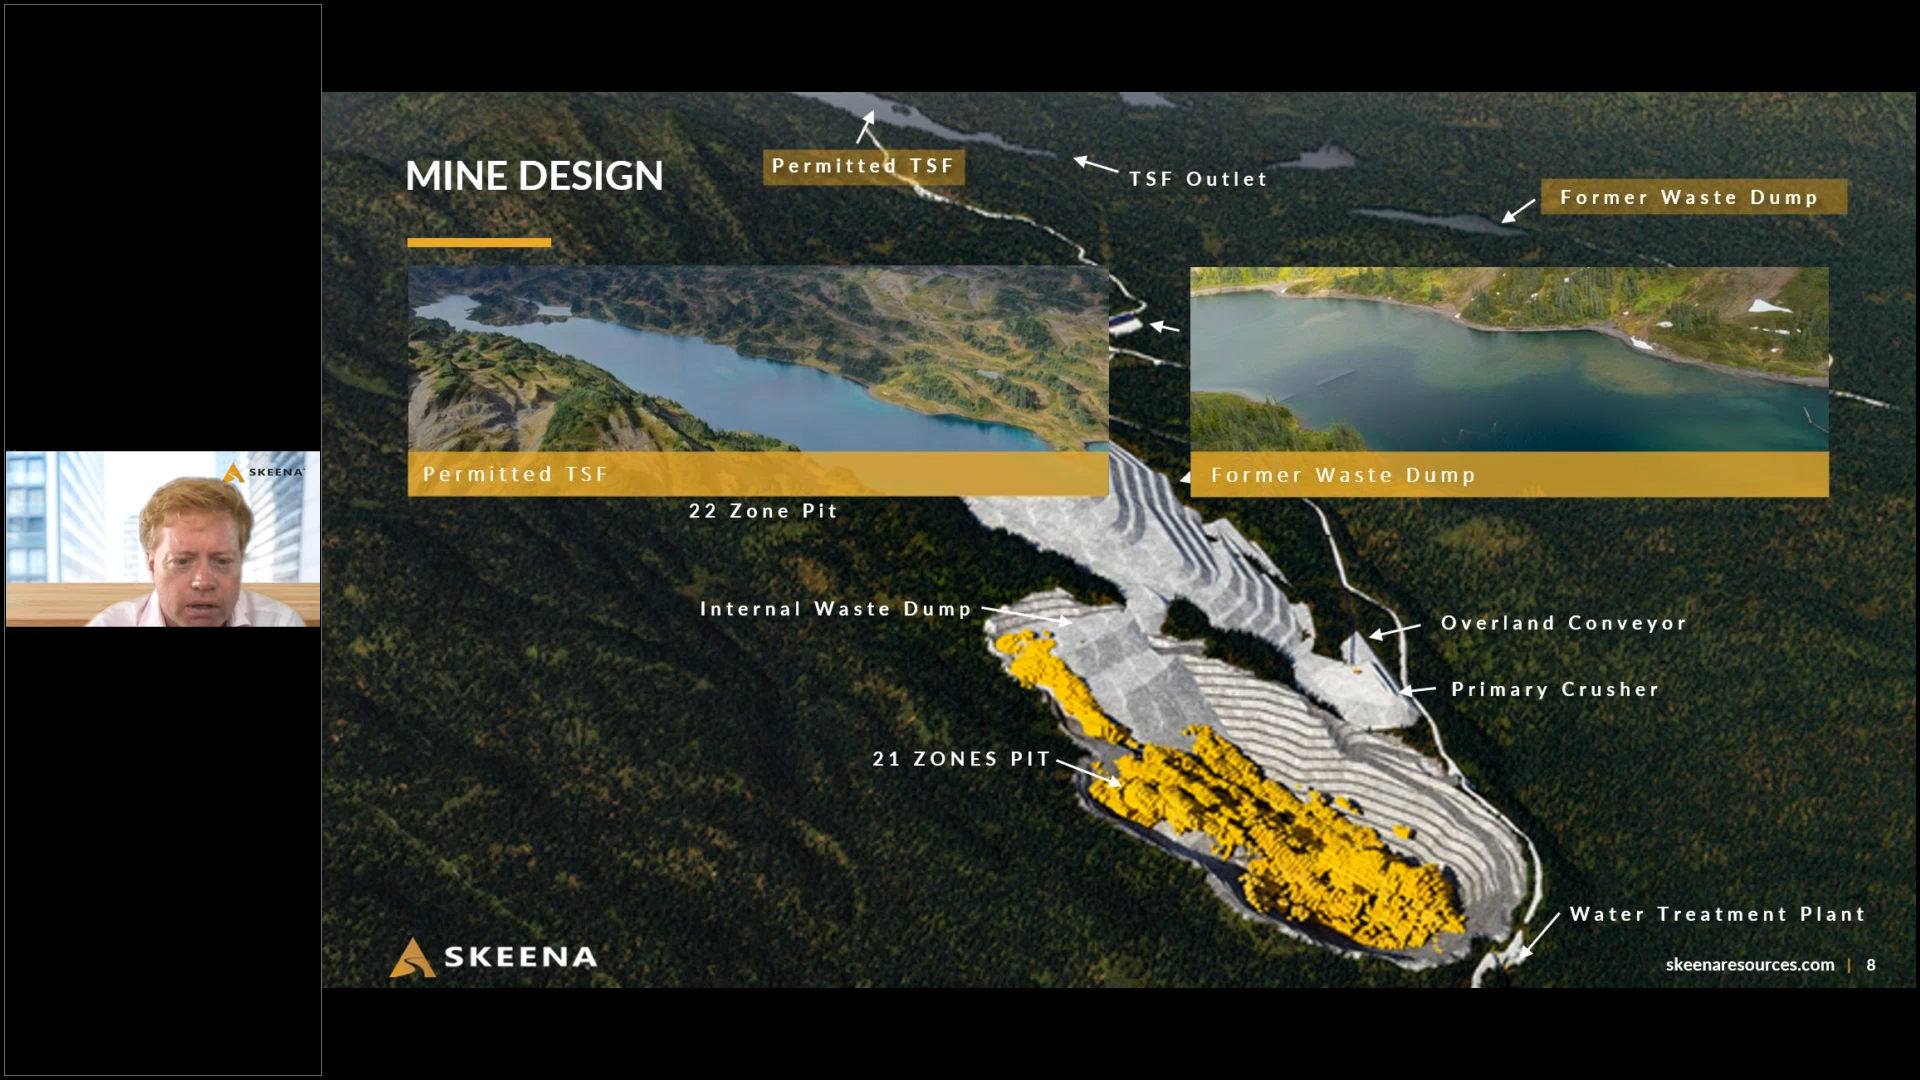 SKEENA
MINE DESIGN
Permitted TSF
TSF Outlet
Former Waste Dump
Permitted TSF
Former Waste Dump
22 Zone Pit
Internal Waste Dump
Overland Conveyor
Primary Crusher
21 ZONES PIT
Water Treatment Plant
SKEENA
skeenaresources.com | 8